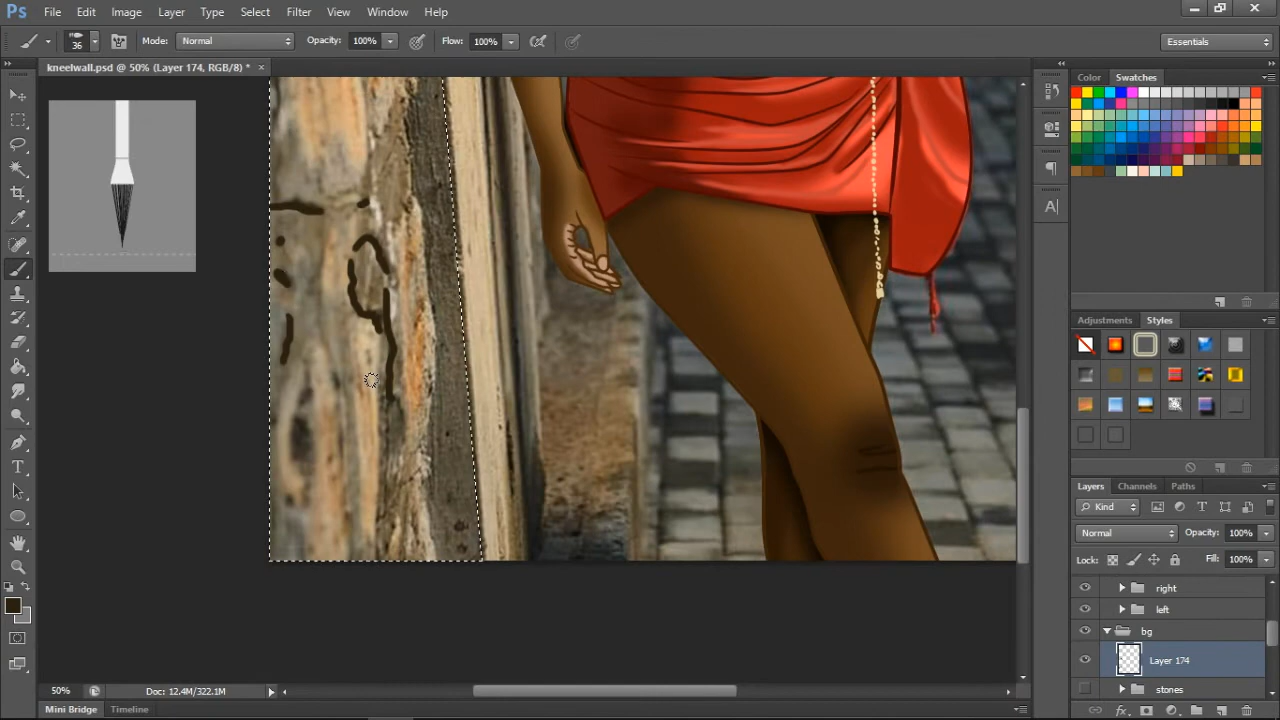 Ps File Edit Image Layer Type Select Filter View Window Help
36 Mode: Normal Opacity: 100% Flow: 100% Essentials
kneelwall.psd @ 50% (Layer 174, RGB/8) *
Color Swatches
Adjustments Styles
Layers Channels Paths
Kind
Normal Opacity: 100%
Lock: Fill: 100%
right
left
bg
Layer 174
stones
50% Doc: 12.4M/322.1M
Mini Bridge Timeline